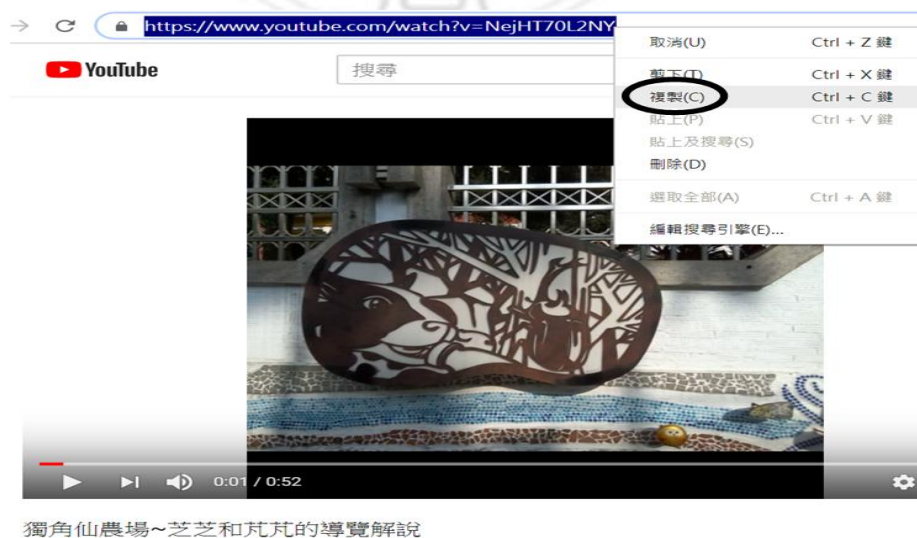 https://www.youtube.com/watch?v=NejHT70L2NY
YouTube
搜尋
取消(U) Ctrl + Z 鍵
剪下(T) Ctrl + X 鍵
複製(C) Ctrl + C 鍵
貼上(P) Ctrl + V 鍵
貼上及搜尋(S)
刪除(D)
選取全部(A) Ctrl + A 鍵
編輯搜尋引擎(E)...
0:01 / 0:52
獨角仙農場~芝芝和芃芃的導覽解說